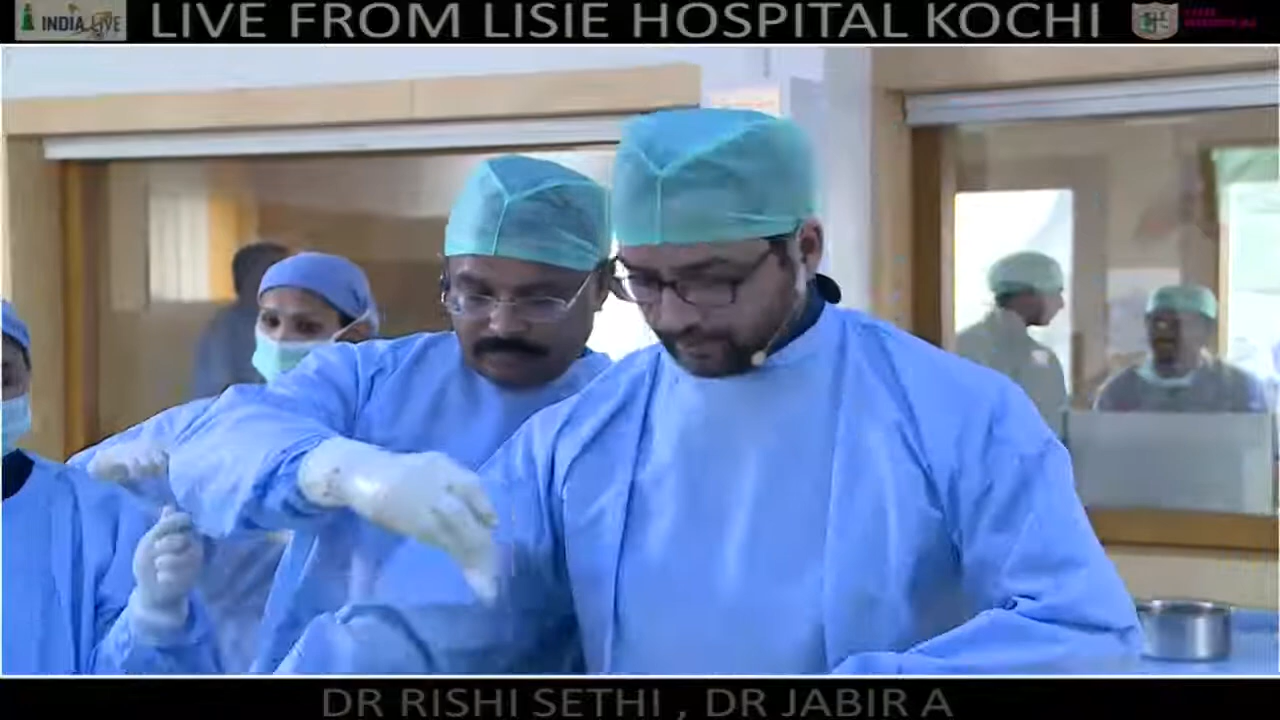 INDIA LIVE
LIVE FROM LISIE HOSPITAL KOCHI
DR RISHI SETHI , DR JABIR A